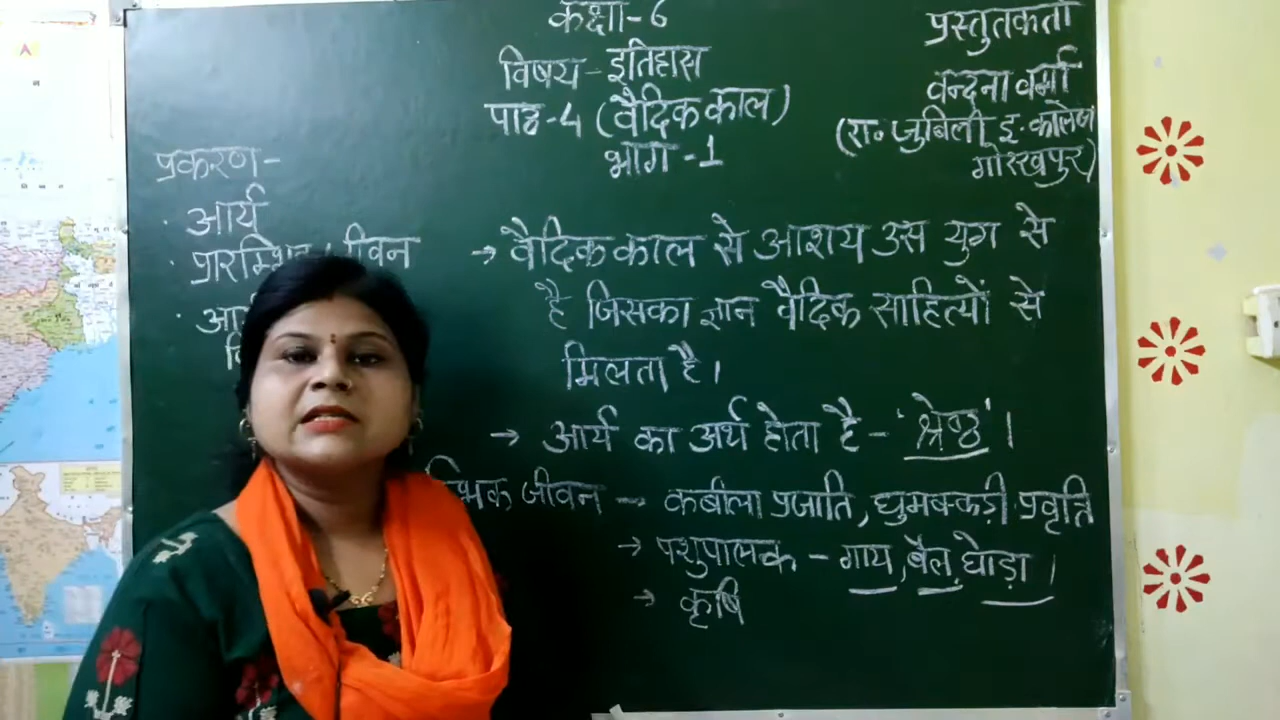 कक्षा-6
विषय-इतिहास
पाठ-4 (वैदिक काल)
भाग-1
प्रस्तुतकर्ता
वन्दना वर्मा
(रा॰ जुबिली इ॰ कालेज
गोरखपुर)
प्रकरण-
· आर्य
· जीवन
→ वैदिक काल से आशय उस युग से
है जिसका ज्ञान वैदिक साहित्यों से
मिलता है।
→ आर्य का अर्थ होता है- 'श्रेष्ठ'।
जीवन → कबीला प्रजाति, घुमक्कड़ी प्रवृत्ति
→ पशुपालक - गाय, बैल, घोड़ा।
→ कृषि